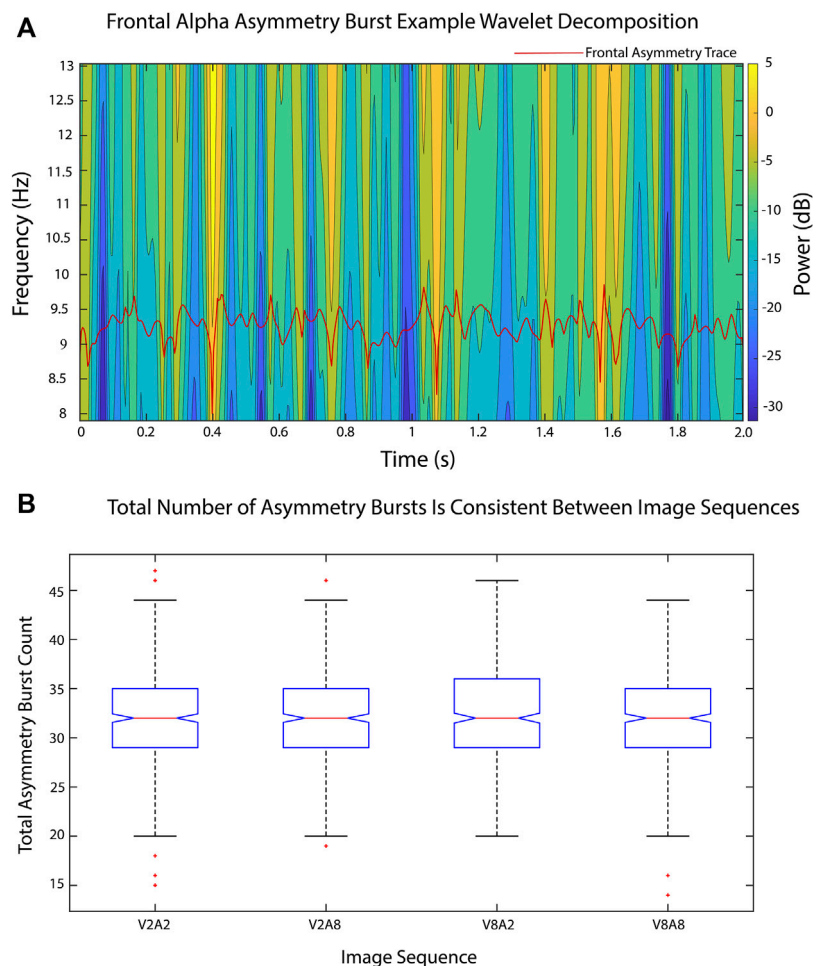 A
Frontal Alpha Asymmetry Burst Example Wavelet Decomposition
Frontal Asymmetry Trace
Frequency (Hz)
13
12.5
12
11.5
11
10.5
10
9.5
9
8.5
8
0 0.2 0.4 0.6 0.8 1 1.2 1.4 1.6 1.8 2.0
Time (s)
5
0
-5
-10
-15
-20
-25
-30
Power (dB)
B
Total Number of Asymmetry Bursts Is Consistent Between Image Sequences
Total Asymmetry Burst Count
45
40
35
30
25
20
15
V2A2 V2A8 V8A2 V8A8
Image Sequence